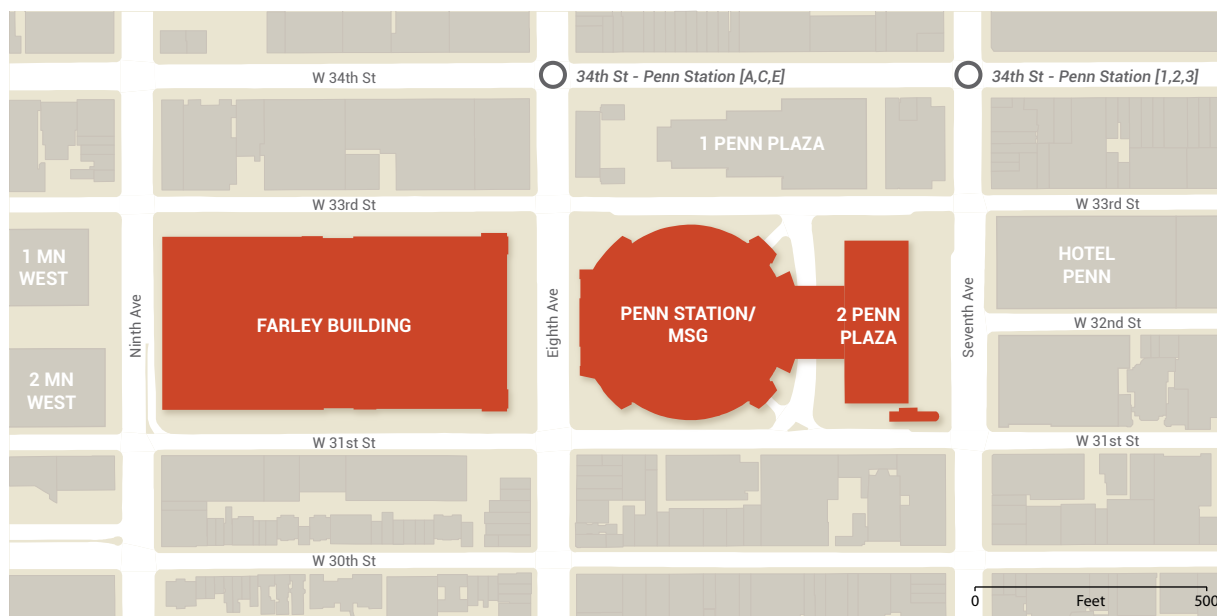 W 34th St
34th St - Penn Station [A,C,E]
34th St - Penn Station [1,2,3]
1 PENN PLAZA
W 33rd St
W 33rd St
1 MN
WEST
HOTEL
PENN
Ninth Ave
FARLEY BUILDING
Eighth Ave
PENN STATION/
MSG
2 PENN
PLAZA
Seventh Ave
W 32nd St
2 MN
WEST
W 31st St
W 31st St
W 30th St
0 Feet 500